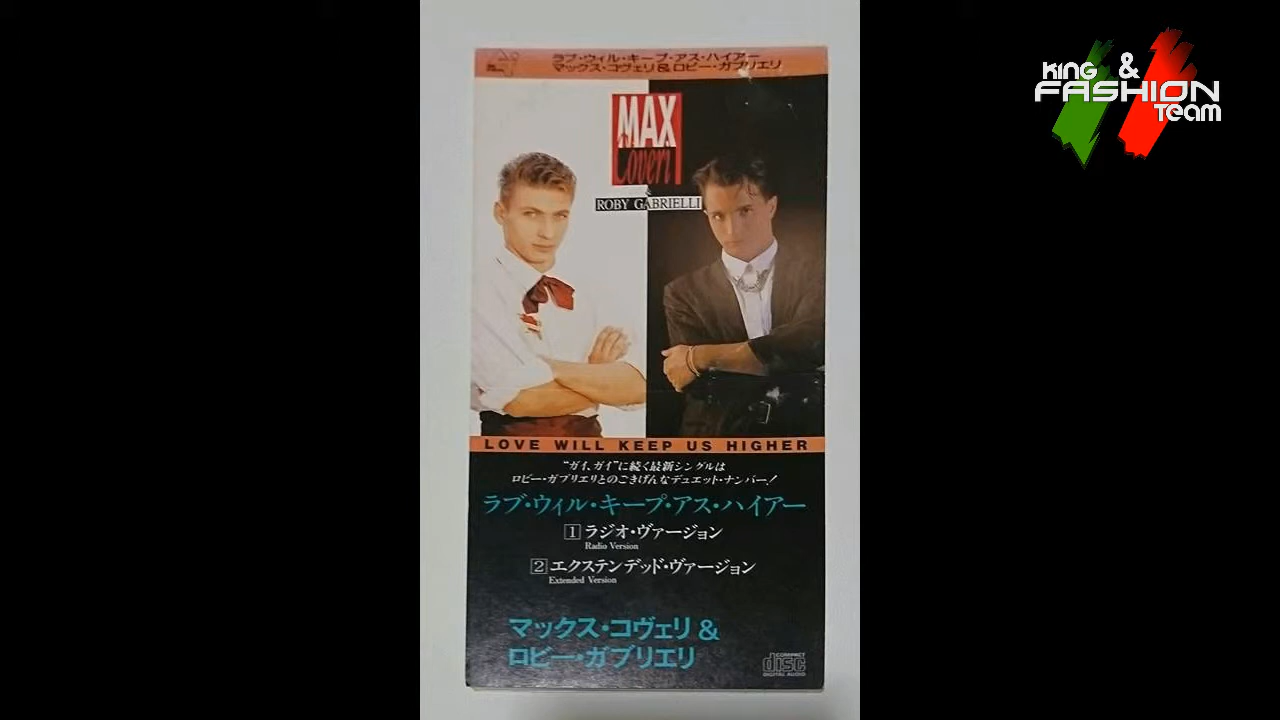 ラブ・ウィル・キープ・アス・ハイアー
マックス・コヴェリ&ロビー・ガブリエリ
KING &
FASHION
TEAM
MAX
Coveri
&
ROBY GABRIELLI
LOVE WILL KEEP US HIGHER
“ガイ、ガイ”に続く最新シングルは
ロビー・ガブリエリとのごきげんなデュエット・ナンバー!
ラブ・ウィル・キープ・アス・ハイアー
1 ラジオ・ヴァージョン
Radio Version
2 エクステンデッド・ヴァージョン
Extended Version
マックス・コヴェリ&
ロビー・ガブリエリ
COMPACT
disc
DIGITAL AUDIO